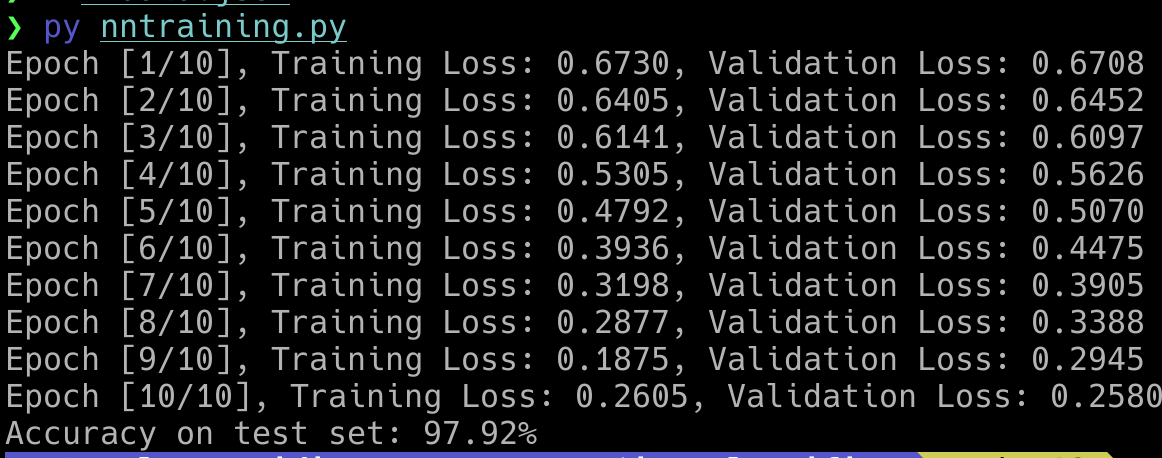 ❯ py nntraining.py
Epoch [1/10], Training Loss: 0.6730, Validation Loss: 0.6708
Epoch [2/10], Training Loss: 0.6405, Validation Loss: 0.6452
Epoch [3/10], Training Loss: 0.6141, Validation Loss: 0.6097
Epoch [4/10], Training Loss: 0.5305, Validation Loss: 0.5626
Epoch [5/10], Training Loss: 0.4792, Validation Loss: 0.5070
Epoch [6/10], Training Loss: 0.3936, Validation Loss: 0.4475
Epoch [7/10], Training Loss: 0.3198, Validation Loss: 0.3905
Epoch [8/10], Training Loss: 0.2877, Validation Loss: 0.3388
Epoch [9/10], Training Loss: 0.1875, Validation Loss: 0.2945
Epoch [10/10], Training Loss: 0.2605, Validation Loss: 0.2580
Accuracy on test set: 97.92%